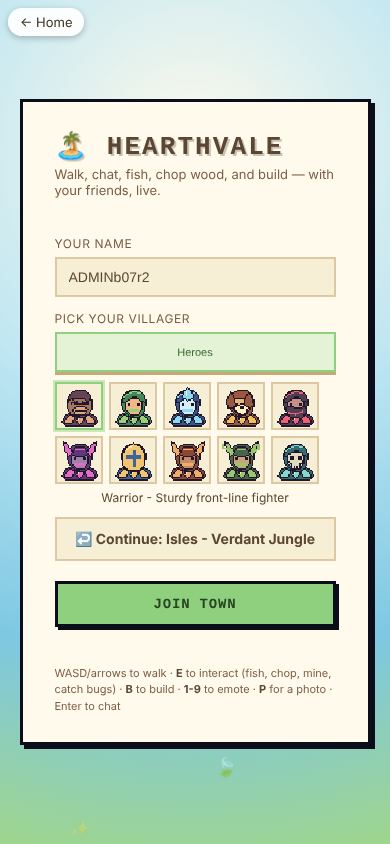 ← Home
HEARTHVALE
Walk, chat, fish, chop wood, and build — with
your friends, live.
YOUR NAME
ADMINb07r2
PICK YOUR VILLAGER
Heroes
Warrior - Sturdy front-line fighter
Continue: Isles - Verdant Jungle
JOIN TOWN
WASD/arrows to walk · E to interact (fish, chop, mine,
catch bugs) · B to build · 1-9 to emote · P for a photo ·
Enter to chat